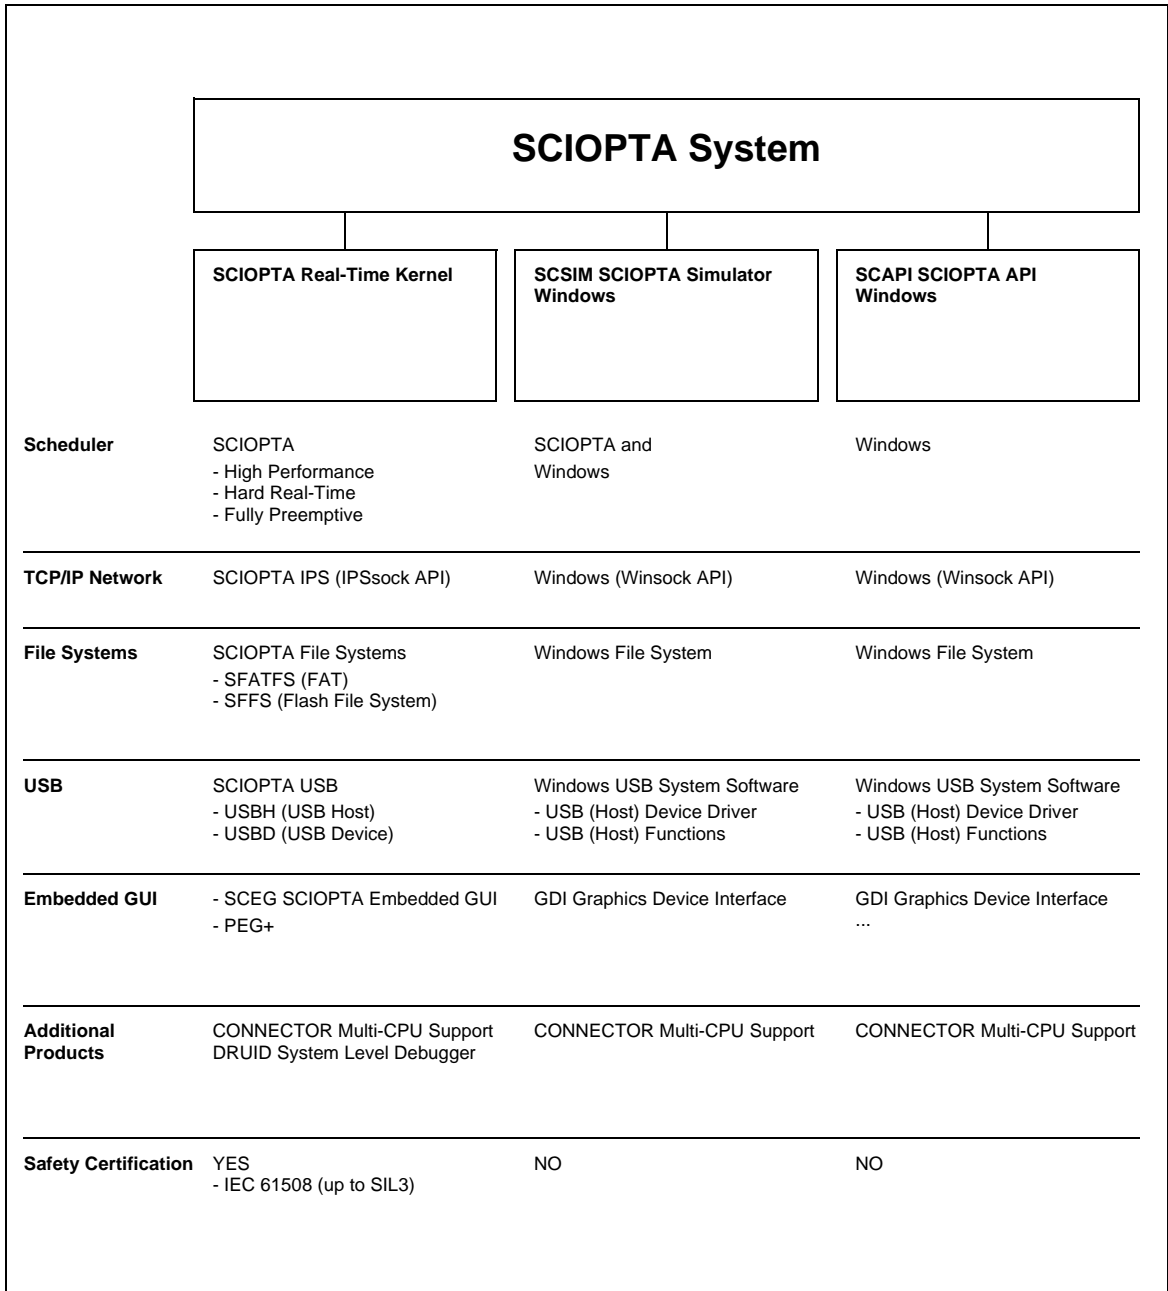 SCIOPTA System
SCIOPTA Real-Time Kernel
SCSIM SCIOPTA Simulator
Windows
SCAPI SCIOPTA API
Windows
Scheduler
SCIOPTA
- High Performance
- Hard Real-Time
- Fully Preemptive
SCIOPTA and
Windows
Windows
TCP/IP Network
SCIOPTA IPS (IPSsock API)
Windows (Winsock API)
Windows (Winsock API)
File Systems
SCIOPTA File Systems
- SFATFS (FAT)
- SFFS (Flash File System)
Windows File System
Windows File System
USB
SCIOPTA USB
- USBH (USB Host)
- USBD (USB Device)
Windows USB System Software
- USB (Host) Device Driver
- USB (Host) Functions
Windows USB System Software
- USB (Host) Device Driver
- USB (Host) Functions
Embedded GUI
- SCEG SCIOPTA Embedded GUI
- PEG+
GDI Graphics Device Interface
GDI Graphics Device Interface
...
Additional
Products
CONNECTOR Multi-CPU Support
DRUID System Level Debugger
CONNECTOR Multi-CPU Support
CONNECTOR Multi-CPU Support
Safety Certification
YES
- IEC 61508 (up to SIL3)
NO
NO